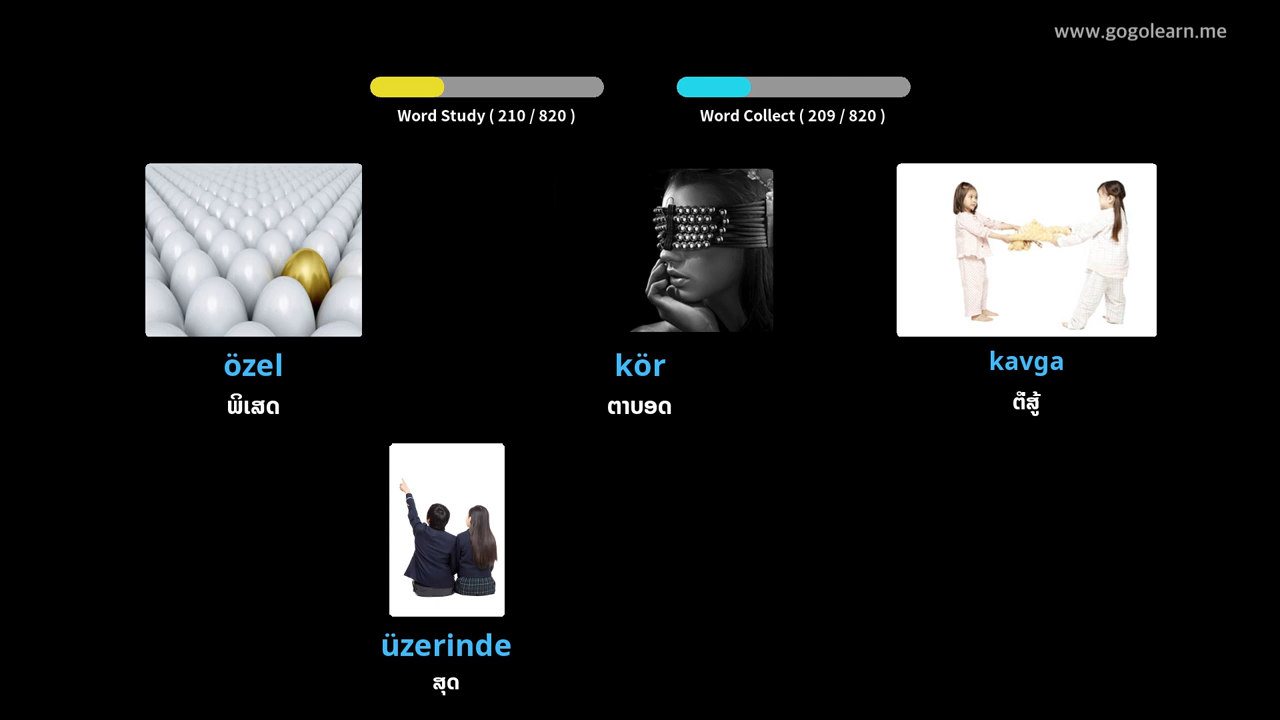 www.gogolearn.me
Word Study ( 210 / 820 )
Word Collect ( 209 / 820 )
özel
ພິເສດ
kör
ຕາບອດ
kavga
ຕໍ່ສູ້
üzerinde
ສຸດ